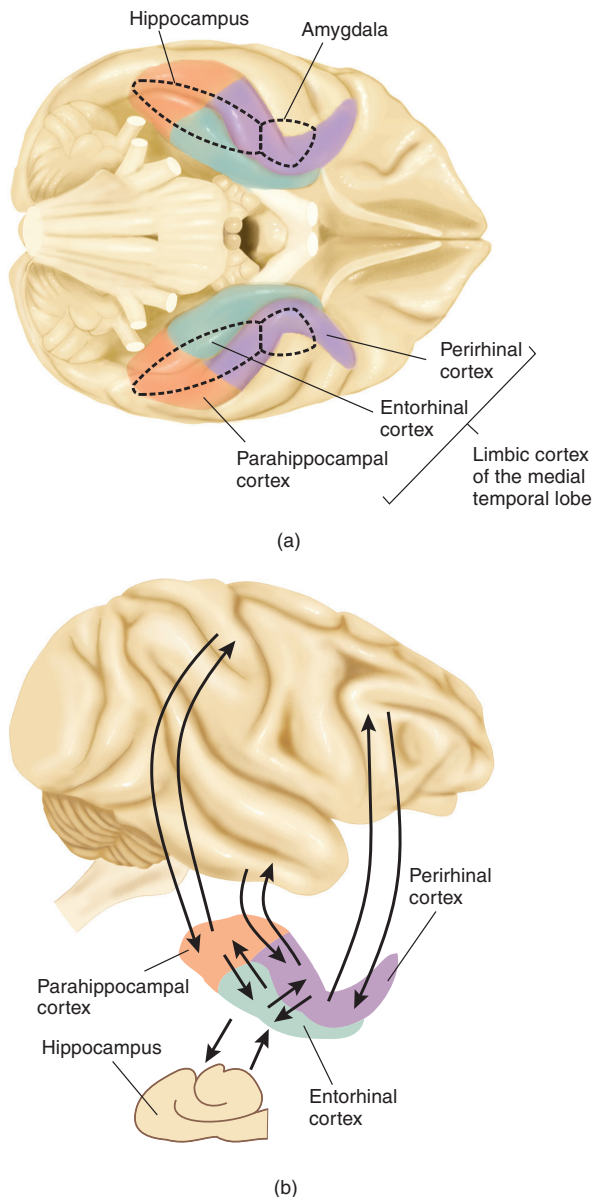 Hippocampus
Amygdala
Perirhinal
cortex
Entorhinal
cortex
Parahippocampal
cortex
Limbic cortex
of the medial
temporal lobe
(a)
Perirhinal
cortex
Parahippocampal
cortex
Hippocampus
Entorhinal
cortex
(b)